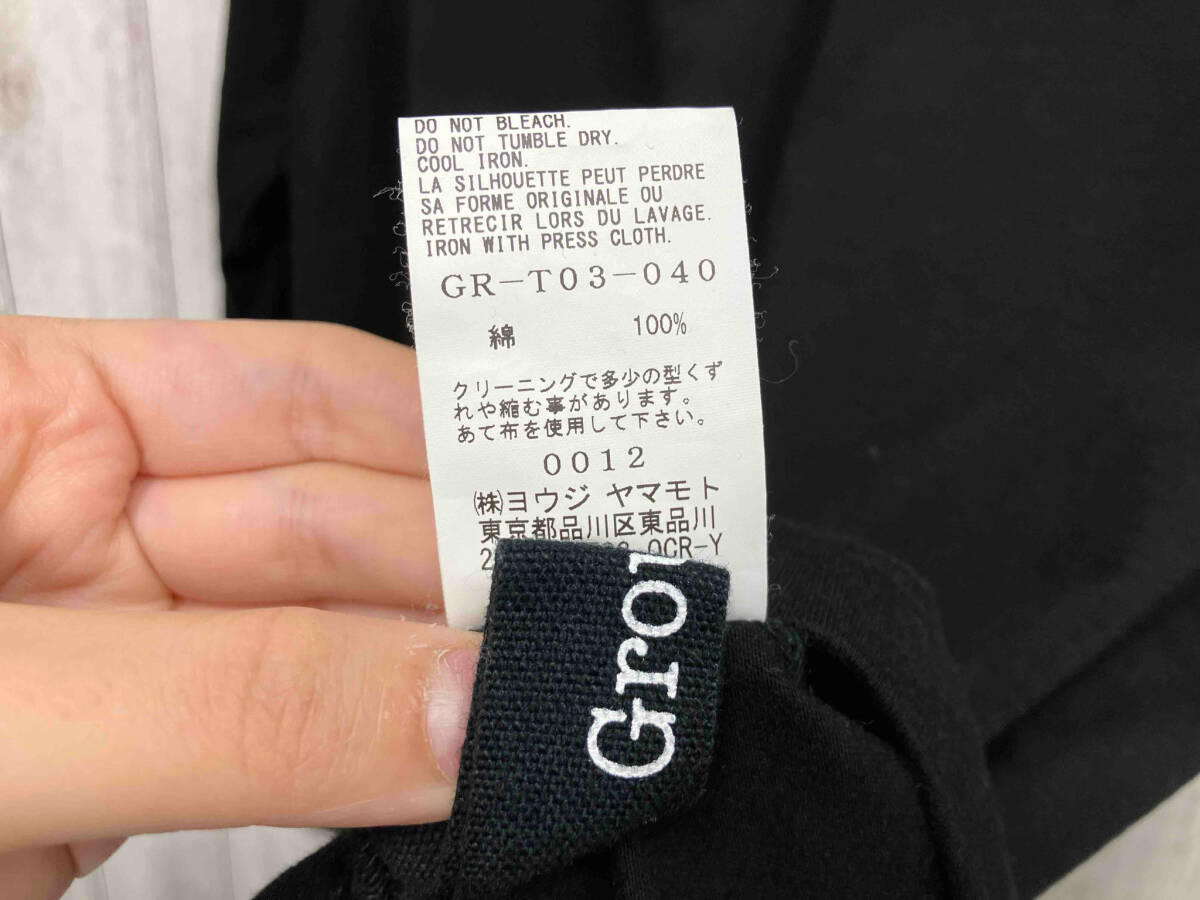 DO NOT BLEACH.
DO NOT TUMBLE DRY.
COOL IRON.
LA SILHOUETTE PEUT PERDRE
SA FORME ORIGINALE OU
RETRECIR LORS DU LAVAGE.
IRON WITH PRESS CLOTH.
GR-T03-040
綿 100%
クリーニングで多少の型くず
れや縮む事があります。
あて布を使用して下さい。
0012
㈱ヨウジ ヤマモト
東京都品川区東品川
QCR-Y